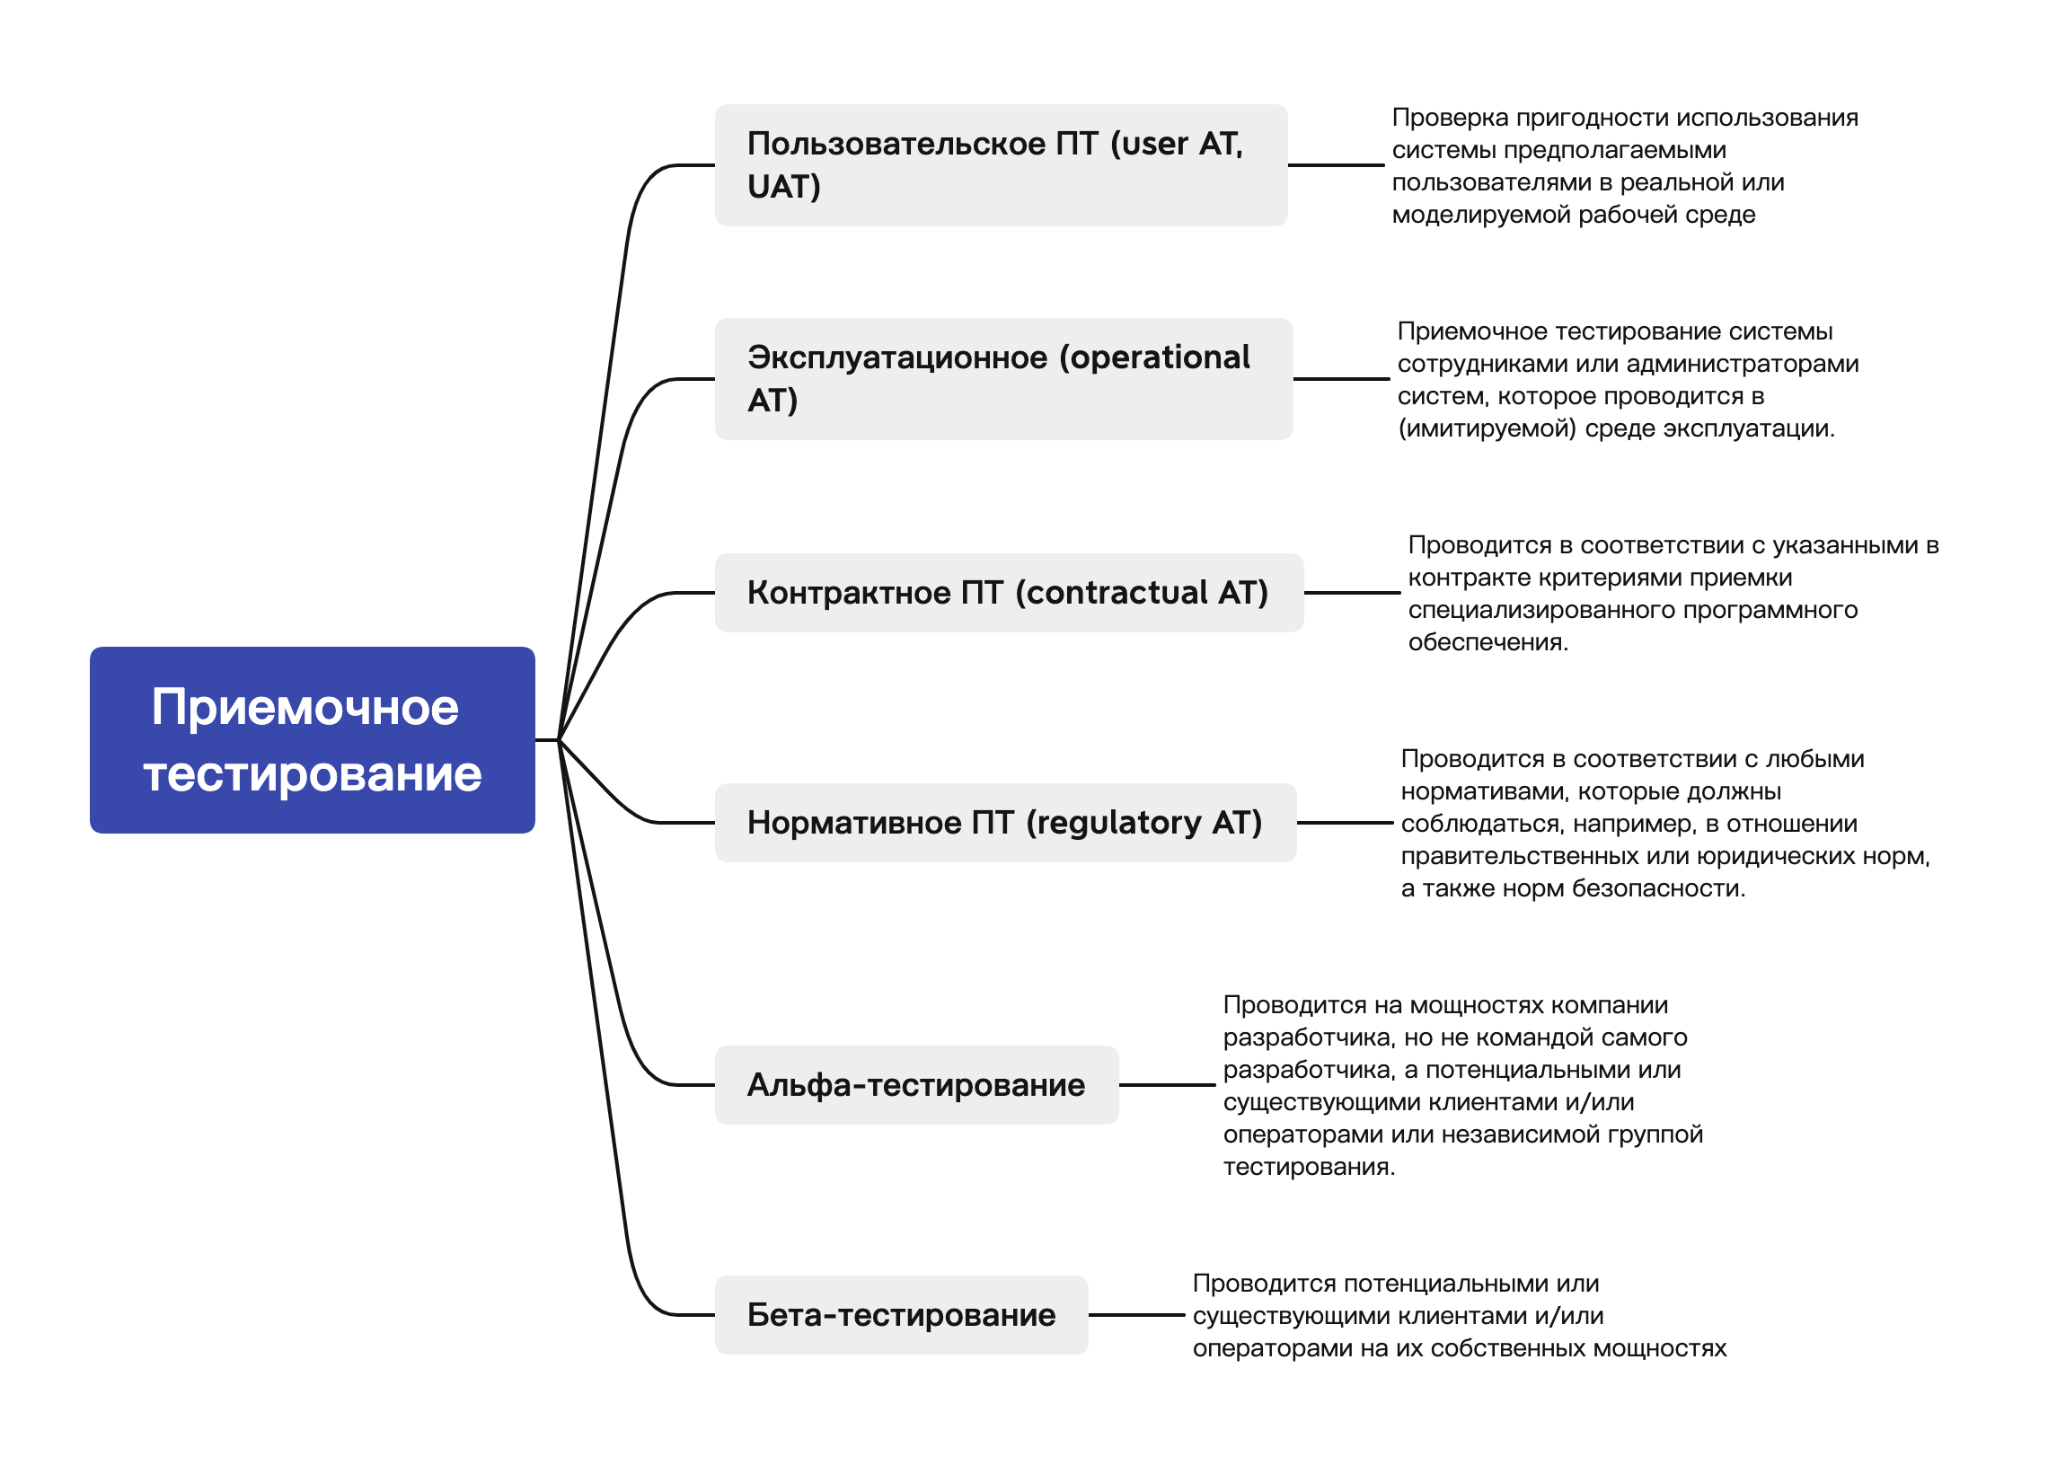 Приемочное
тестирование
Пользовательское ПТ (user AT,
UAT)
Проверка пригодности использования
системы предполагаемыми
пользователями в реальной или
моделируемой рабочей среде
Эксплуатационное (operational
AT)
Приемочное тестирование системы
сотрудниками или администраторами
систем, которое проводится в
(имитируемой) среде эксплуатации.
Контрактное ПТ (contractual AT)
Проводится в соответствии с указанными в
контракте критериями приемки
специализированного программного
обеспечения.
Нормативное ПТ (regulatory AT)
Проводится в соответствии с любыми
нормативами, которые должны
соблюдаться, например, в отношении
правительственных или юридических норм,
а также норм безопасности.
Альфа-тестирование
Проводится на мощностях компании
разработчика, но не командой самого
разработчика, а потенциальными или
существующими клиентами и/или
операторами или независимой группой
тестирования.
Бета-тестирование
Проводится потенциальными или
существующими клиентами и/или
операторами на их собственных мощностях